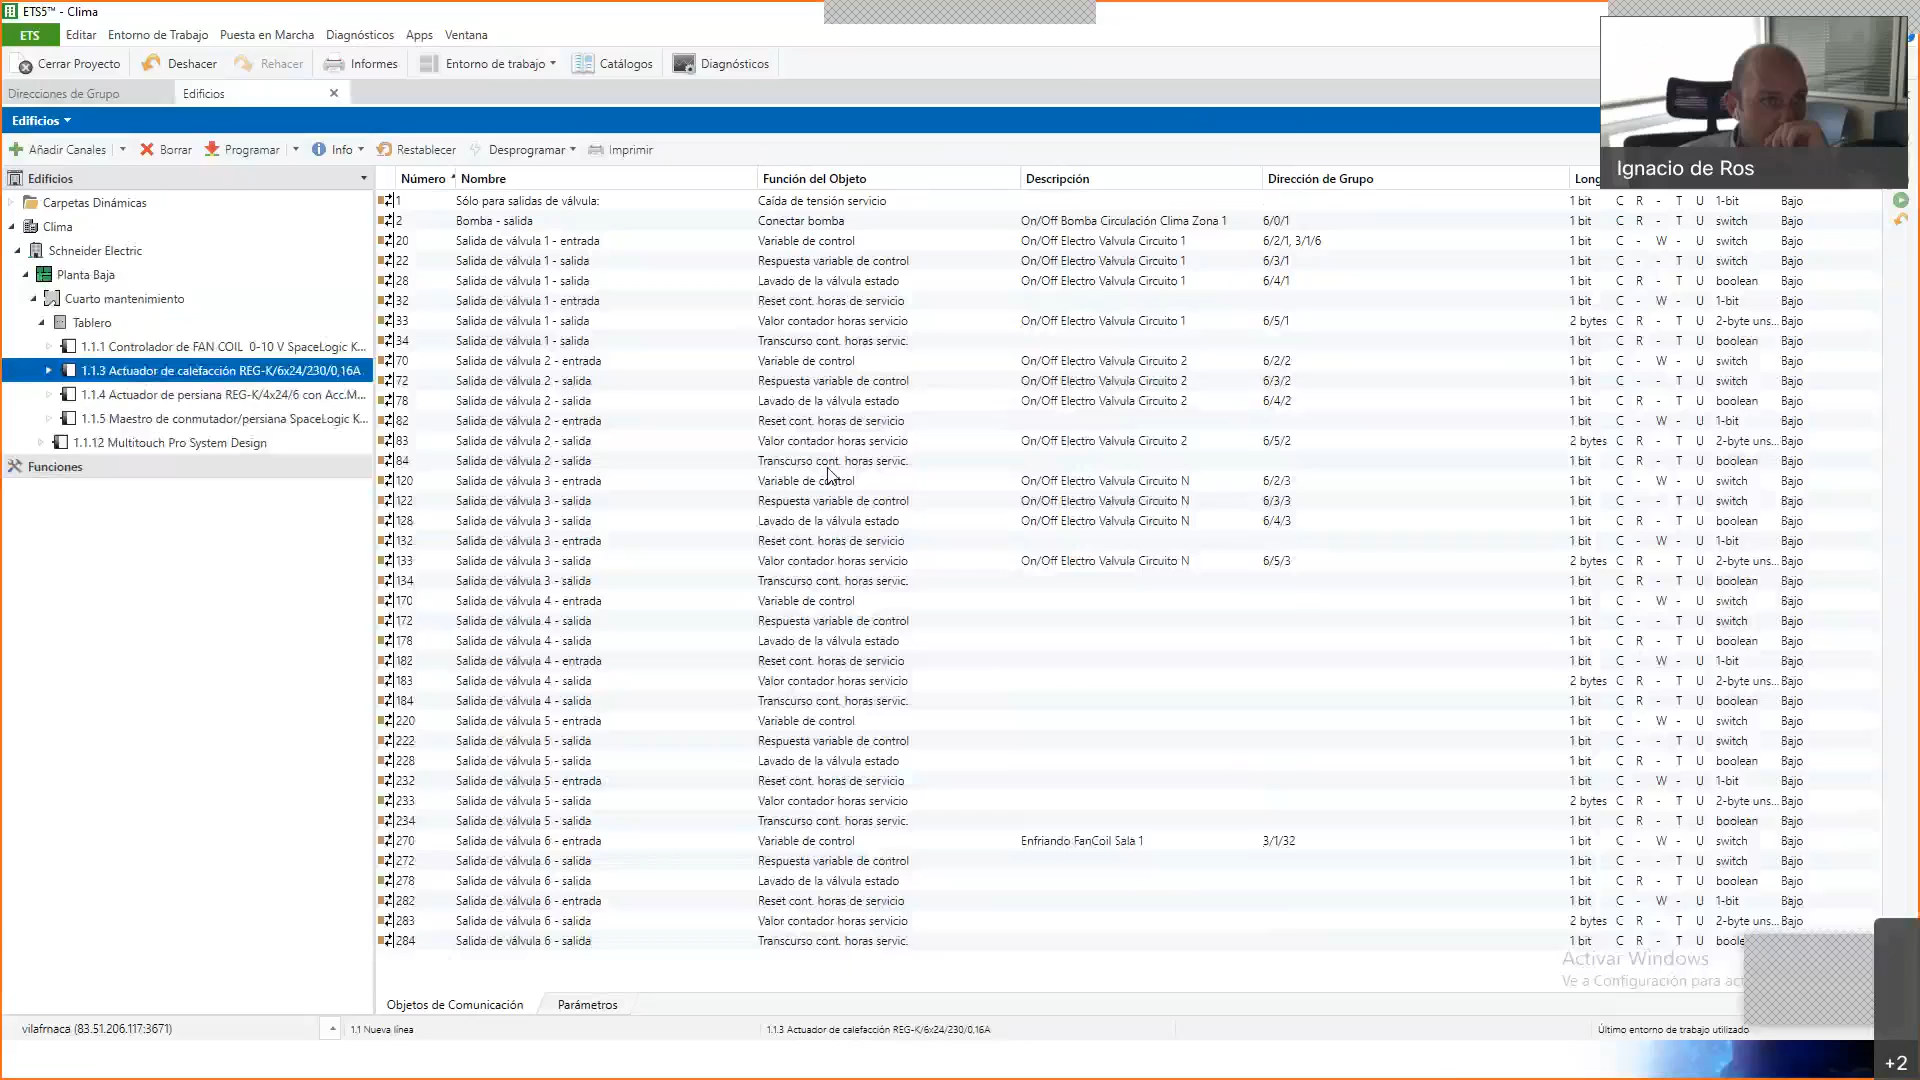 ETS5™ - Clima
ETS Editar Entorno de Trabajo Puesta en Marcha Diagnósticos Apps Ventana
Cerrar Proyecto Deshacer Rehacer Informes Entorno de trabajo Catálogos Diagnósticos
Direcciones de Grupo Edificios
Edificios
Añadir Canales Borrar Programar Info Restablecer Desprogramar Imprimir
Ignacio de Ros
Edificios
Carpetas Dinámicas
Clima
Schneider Electric
Planta Baja
Cuarto mantenimiento
Tablero
1.1.1 Controlador de FAN COIL 0-10 V SpaceLogic K...
1.1.3 Actuador de calefacción REG-K/6x24/230/0,16A
1.1.4 Actuador de persiana REG-K/4x24/6 con Acc.M...
1.1.5 Maestro de conmutador/persiana SpaceLogic K...
1.1.12 Multitouch Pro System Design
Funciones
Número Nombre Función del Objeto Descripción Dirección de Grupo Long
1 Sólo para salidas de válvula: Caída de tensión servicio 1 bit C R - T U 1-bit Bajo
2 Bomba - salida Conectar bomba On/Off Bomba Circulación Clima Zona 1 6/0/1 1 bit C R - T U switch Bajo
20 Salida de válvula 1 - entrada Variable de control On/Off Electro Valvula Circuito 1 6/2/1, 3/1/6 1 bit C - W - U switch Bajo
22 Salida de válvula 1 - salida Respuesta variable de control On/Off Electro Valvula Circuito 1 6/3/1 1 bit C - - T U switch Bajo
28 Salida de válvula 1 - salida Lavado de la válvula estado On/Off Electro Valvula Circuito 1 6/4/1 1 bit C R - T U boolean Bajo
32 Salida de válvula 1 - entrada Reset cont. horas de servicio 1 bit C - W - U 1-bit Bajo
33 Salida de válvula 1 - salida Valor contador horas servicio On/Off Electro Valvula Circuito 1 6/5/1 2 bytes C R - T U 2-byte uns... Bajo
34 Salida de válvula 1 - salida Transcurso cont. horas servic. 1 bit C R - T U boolean Bajo
70 Salida de válvula 2 - entrada Variable de control On/Off Electro Valvula Circuito 2 6/2/2 1 bit C - W - U switch Bajo
72 Salida de válvula 2 - salida Respuesta variable de control On/Off Electro Valvula Circuito 2 6/3/2 1 bit C - - T U switch Bajo
78 Salida de válvula 2 - salida Lavado de la válvula estado On/Off Electro Valvula Circuito 2 6/4/2 1 bit C R - T U boolean Bajo
82 Salida de válvula 2 - entrada Reset cont. horas de servicio 1 bit C - W - U 1-bit Bajo
83 Salida de válvula 2 - salida Valor contador horas servicio On/Off Electro Valvula Circuito 2 6/5/2 2 bytes C R - T U 2-byte uns... Bajo
84 Salida de válvula 2 - salida Transcurso cont. horas servic. 1 bit C R - T U boolean Bajo
120 Salida de válvula 3 - entrada Variable de control On/Off Electro Valvula Circuito N 6/2/3 1 bit C - W - U switch Bajo
122 Salida de válvula 3 - salida Respuesta variable de control On/Off Electro Valvula Circuito N 6/3/3 1 bit C - - T U switch Bajo
128 Salida de válvula 3 - salida Lavado de la válvula estado On/Off Electro Valvula Circuito N 6/4/3 1 bit C R - T U boolean Bajo
132 Salida de válvula 3 - entrada Reset cont. horas de servicio 1 bit C - W - U 1-bit Bajo
133 Salida de válvula 3 - salida Valor contador horas servicio On/Off Electro Valvula Circuito N 6/5/3 2 bytes C R - T U 2-byte uns... Bajo
134 Salida de válvula 3 - salida Transcurso cont. horas servic. 1 bit C R - T U boolean Bajo
170 Salida de válvula 4 - entrada Variable de control 1 bit C - W - U switch Bajo
172 Salida de válvula 4 - salida Respuesta variable de control 1 bit C - - T U switch Bajo
178 Salida de válvula 4 - salida Lavado de la válvula estado 1 bit C R - T U boolean Bajo
182 Salida de válvula 4 - entrada Reset cont. horas de servicio 1 bit C - W - U 1-bit Bajo
183 Salida de válvula 4 - salida Valor contador horas servicio 2 bytes C R - T U 2-byte uns... Bajo
184 Salida de válvula 4 - salida Transcurso cont. horas servic. 1 bit C R - T U boolean Bajo
220 Salida de válvula 5 - entrada Variable de control 1 bit C - W - U switch Bajo
222 Salida de válvula 5 - salida Respuesta variable de control 1 bit C - - T U switch Bajo
228 Salida de válvula 5 - salida Lavado de la válvula estado 1 bit C R - T U boolean Bajo
232 Salida de válvula 5 - entrada Reset cont. horas de servicio 1 bit C - W - U 1-bit Bajo
233 Salida de válvula 5 - salida Valor contador horas servicio 2 bytes C R - T U 2-byte uns... Bajo
234 Salida de válvula 5 - salida Transcurso cont. horas servic. 1 bit C R - T U boolean Bajo
270 Salida de válvula 6 - entrada Variable de control Enfriando FanCoil Sala 1 3/1/32 1 bit C - W - U switch Bajo
272 Salida de válvula 6 - salida Respuesta variable de control 1 bit C - - T U switch Bajo
278 Salida de válvula 6 - salida Lavado de la válvula estado 1 bit C R - T U boolean Bajo
282 Salida de válvula 6 - entrada Reset cont. horas de servicio 1 bit C - W - U 1-bit Bajo
283 Salida de válvula 6 - salida Valor contador horas servicio 2 bytes C R - T U 2-byte uns... Bajo
284 Salida de válvula 6 - salida Transcurso cont. horas servic. 1 bit C R - T U boole
Activar Windows
Ve a Configuración para act
Objetos de Comunicación Parámetros
vilafrnaca (83.51.206.117:3671) 1.1 Nueva línea 1.1.3 Actuador de calefacción REG-K/6x24/230/0,16A Último entorno de trabajo utilizado
+2